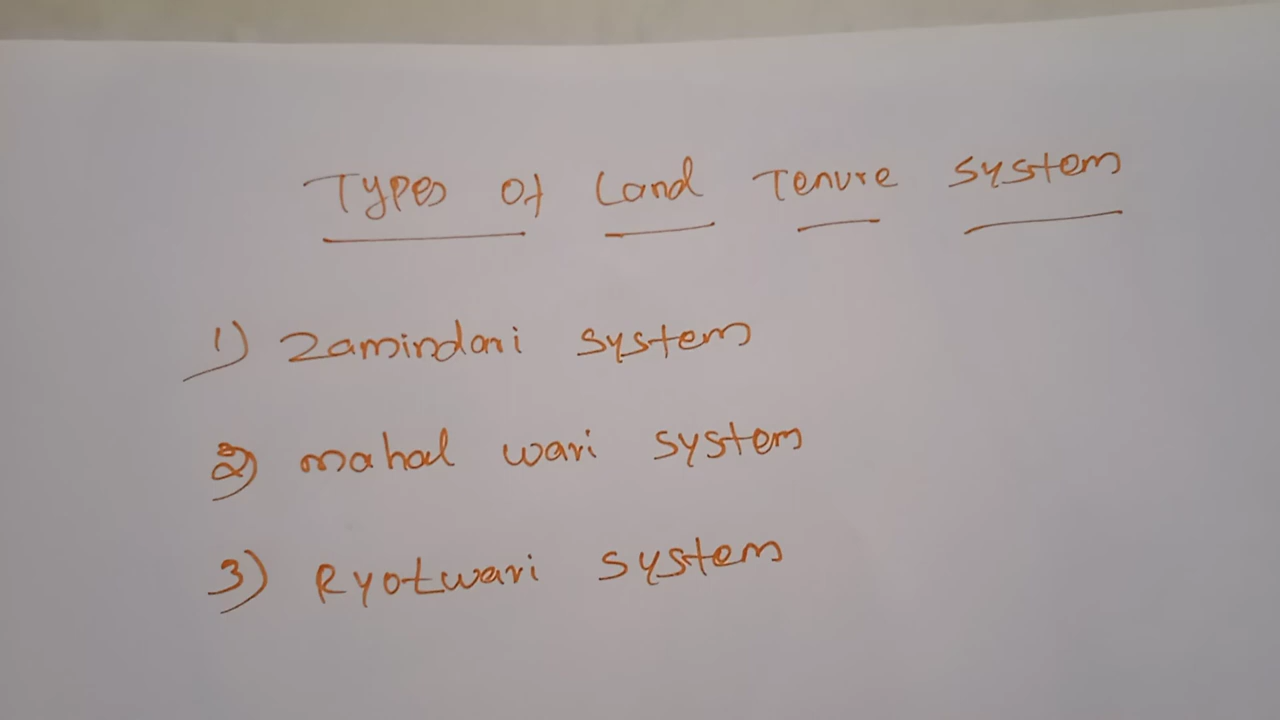 Types of Land Tenure System
1) Zamindari system
2) mahal wari system
3) Ryotwari system